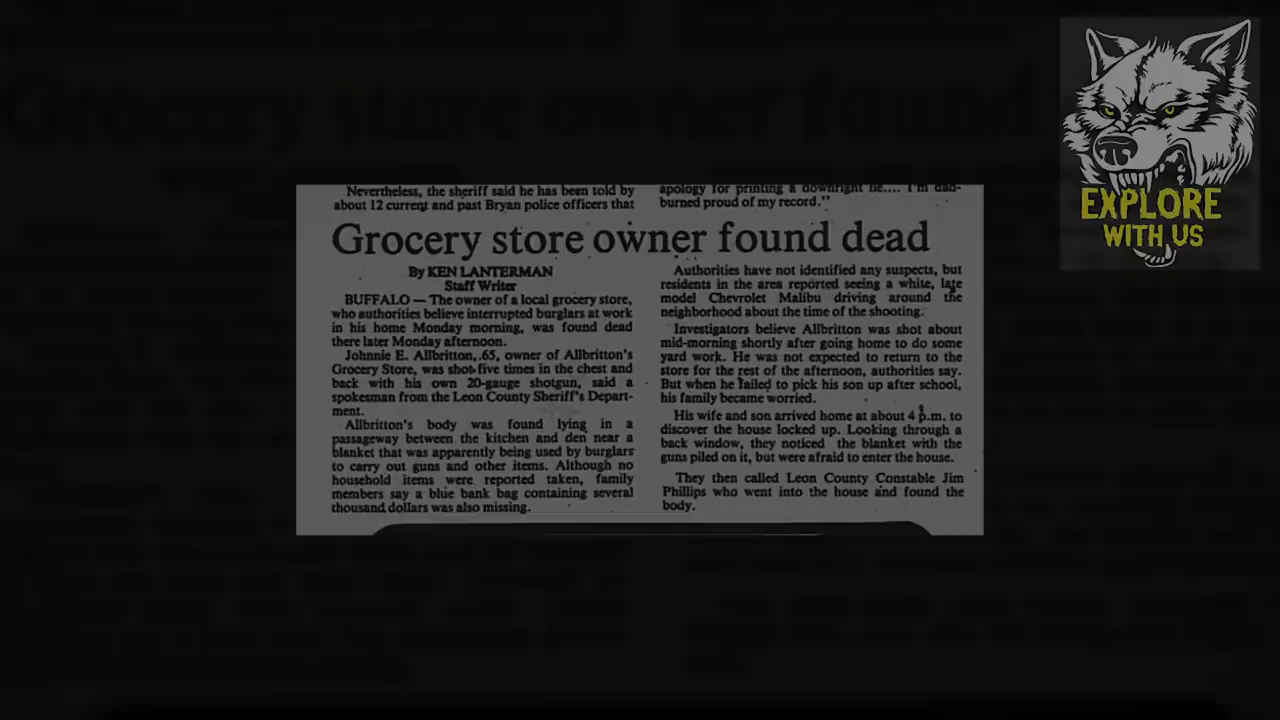 Nevertheless, the sheriff said he has been told by
about 12 current and past Bryan police officers that
apology for printing a downright lie.... I'm dad-
burned proud of my record."
Grocery store owner found dead
By KEN LANTERMAN
Staff Writer
BUFFALO — The owner of a local grocery store,
who authorities believe interrupted burglars at work
in his home Monday morning, was found dead
there later Monday afternoon.
Johnnie E. Allbritton, 65, owner of Allbritton's
Grocery Store, was shot five times in the chest and
back with his own 20-gauge shotgun, said a
spokesman from the Leon County Sheriff's Depart-
ment.
Allbritton's body was found lying in a
passageway between the kitchen and den near a
blanket that was apparently being used by burglars
to carry out guns and other items. Although no
household items were reported taken, family
members say a blue bank bag containing several
thousand dollars was also missing.
Authorities have not identified any suspects, but
residents in the area reported seeing a white, late
model Chevrolet Malibu driving around the
neighborhood about the time of the shooting.
Investigators believe Allbritton was shot about
mid-morning shortly after going home to do some
yard work. He was not expected to return to the
store for the rest of the afternoon, authorities say.
But when he failed to pick his son up after school,
his family became worried.
His wife and son arrived home at about 4 p.m. to
discover the house locked up. Looking through a
back window, they noticed the blanket with the
guns piled on it, but were afraid to enter the house.
They then called Leon County Constable Jim
Phillips who went into the house and found the
body.
EXPLORE
WITH US
Grocery store owner found